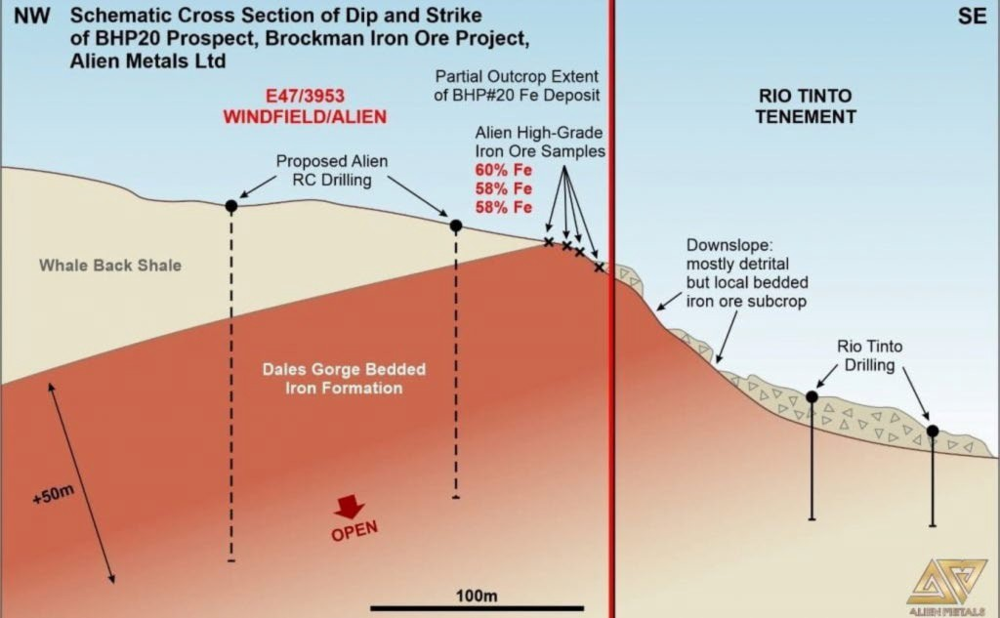 NW
Schematic Cross Section of Dip and Strike
of BHP20 Prospect, Brockman Iron Ore Project,
Alien Metals Ltd
SE
E47/3953
WINDFIELD/ALIEN
Partial Outcrop Extent
of BHP#20 Fe Deposit
RIO TINTO
TENEMENT
Proposed Alien
RC Drilling
Alien High-Grade
Iron Ore Samples
60% Fe
58% Fe
58% Fe
Whale Back Shale
Downslope:
mostly detrital
but local bedded
iron ore subcrop
Rio Tinto
Drilling
Dales Gorge Bedded
Iron Formation
+50m
OPEN
100m
ALIEN METALS